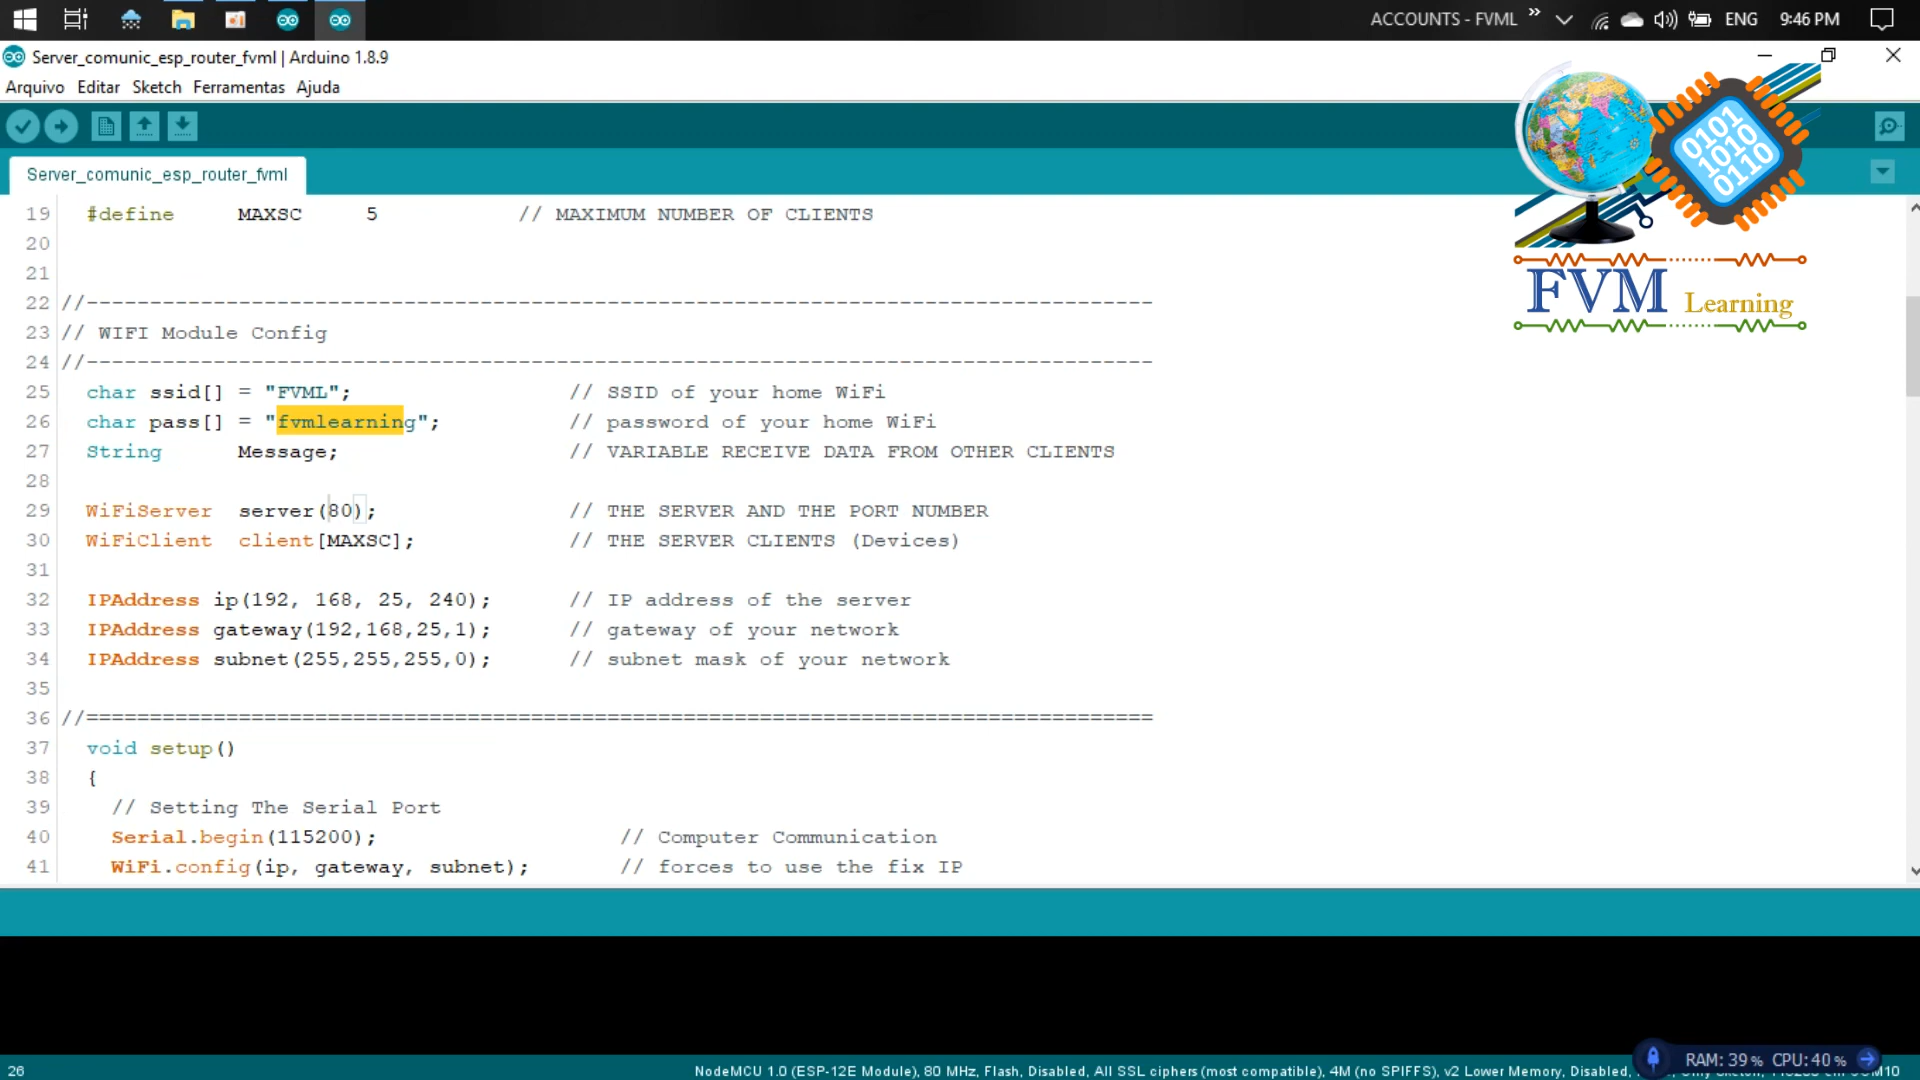 ACCOUNTS - FVML » ENG 9:46 PM
Server_comunic_esp_router_fvml | Arduino 1.8.9
Arquivo Editar Sketch Ferramentas Ajuda
Server_comunic_esp_router_fvml
0101
1010
0110
FVM Learning
19 #define MAXSC 5 // MAXIMUM NUMBER OF CLIENTS
20
21
22 //------------------------------------------------------------------------------------
23 // WIFI Module Config
24 //------------------------------------------------------------------------------------
25 char ssid[] = "FVML"; // SSID of your home WiFi
26 char pass[] = "fvmlearning"; // password of your home WiFi
27 String Message; // VARIABLE RECEIVE DATA FROM OTHER CLIENTS
28
29 WiFiServer server(80); // THE SERVER AND THE PORT NUMBER
30 WiFiClient client[MAXSC]; // THE SERVER CLIENTS (Devices)
31
32 IPAddress ip(192, 168, 25, 240); // IP address of the server
33 IPAddress gateway(192,168,25,1); // gateway of your network
34 IPAddress subnet(255,255,255,0); // subnet mask of your network
35
36 //====================================================================================
37 void setup()
38 {
39 // Setting The Serial Port
40 Serial.begin(115200); // Computer Communication
41 WiFi.config(ip, gateway, subnet); // forces to use the fix IP
26
NodeMCU 1.0 (ESP-12E Module), 80 MHz, Flash, Disabled, All SSL ciphers (most compatible), 4M (no SPIFFS), v2 Lower Memory, Disabled,
RAM: 39 % CPU: 40 %